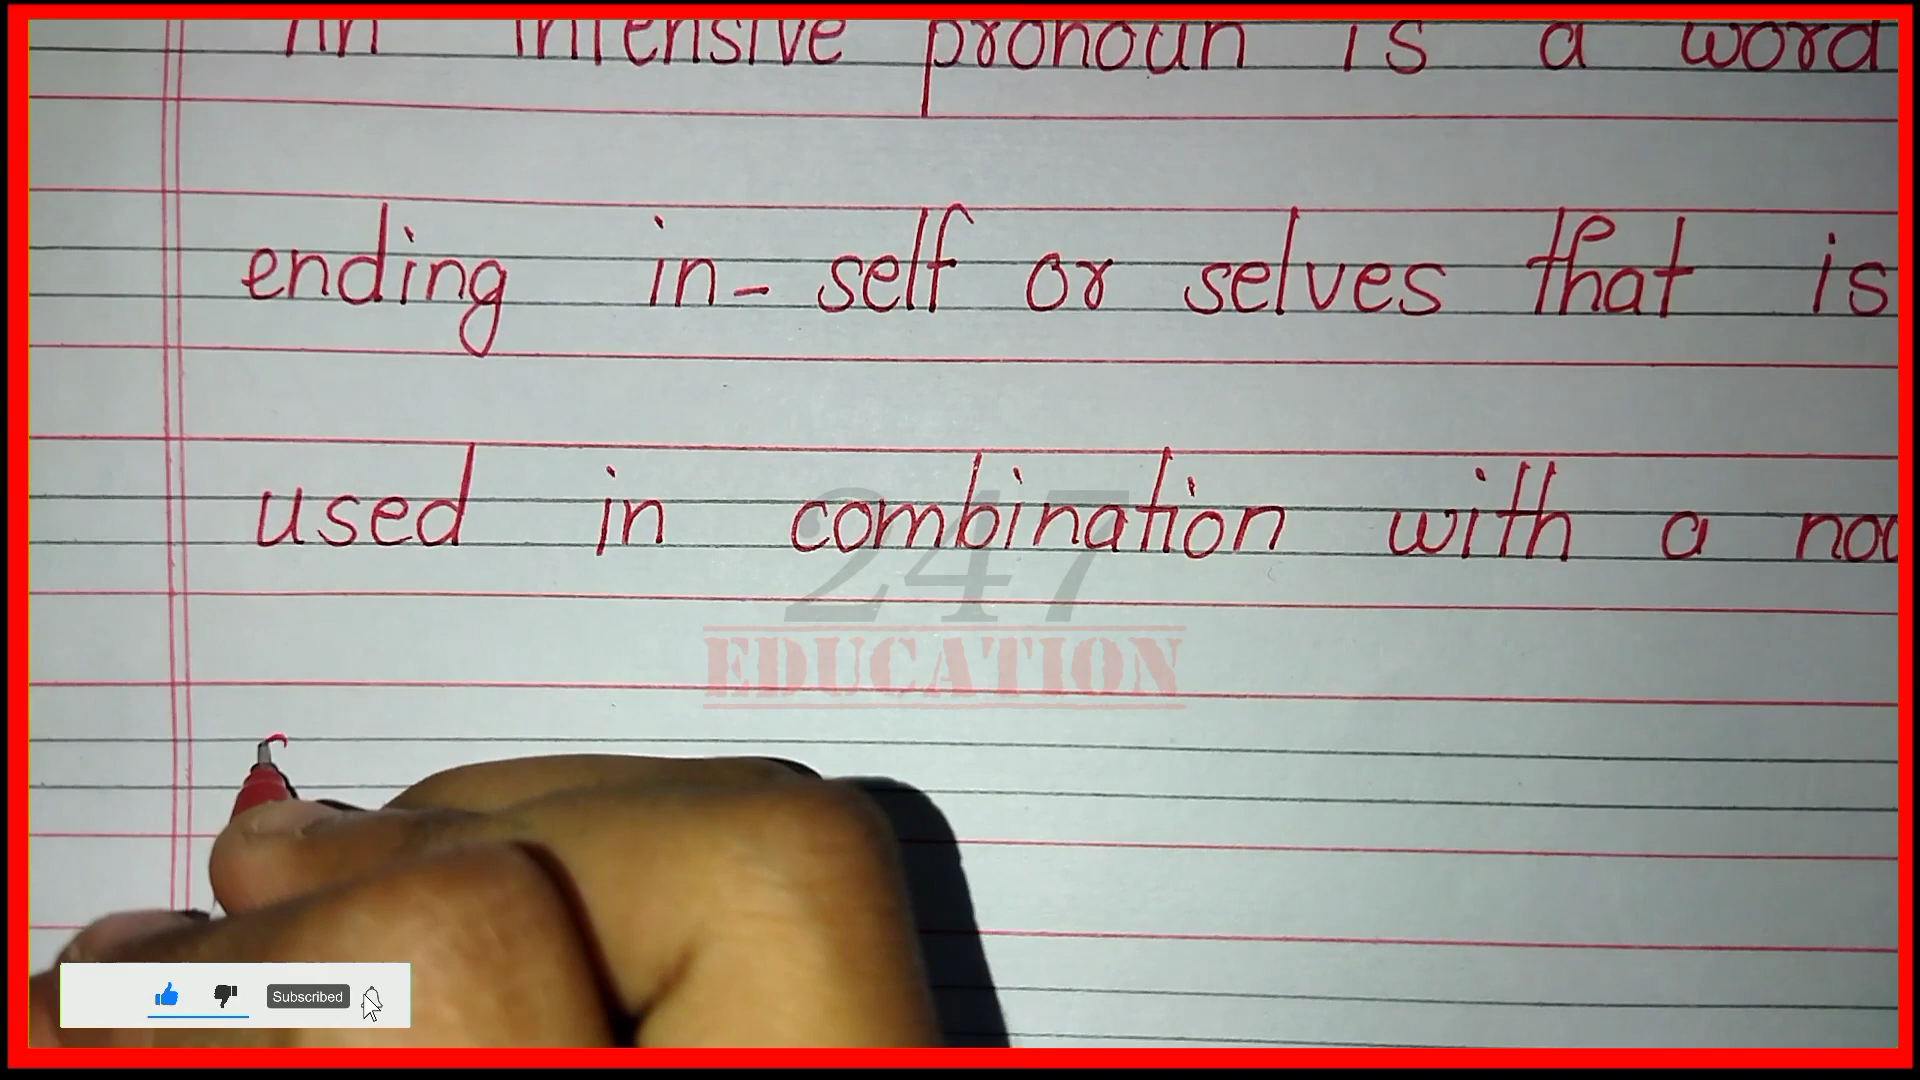 An intensive pronoun is a word
ending in- self or selves that is
used in combination with a
247
EDUCATION
Subscribed